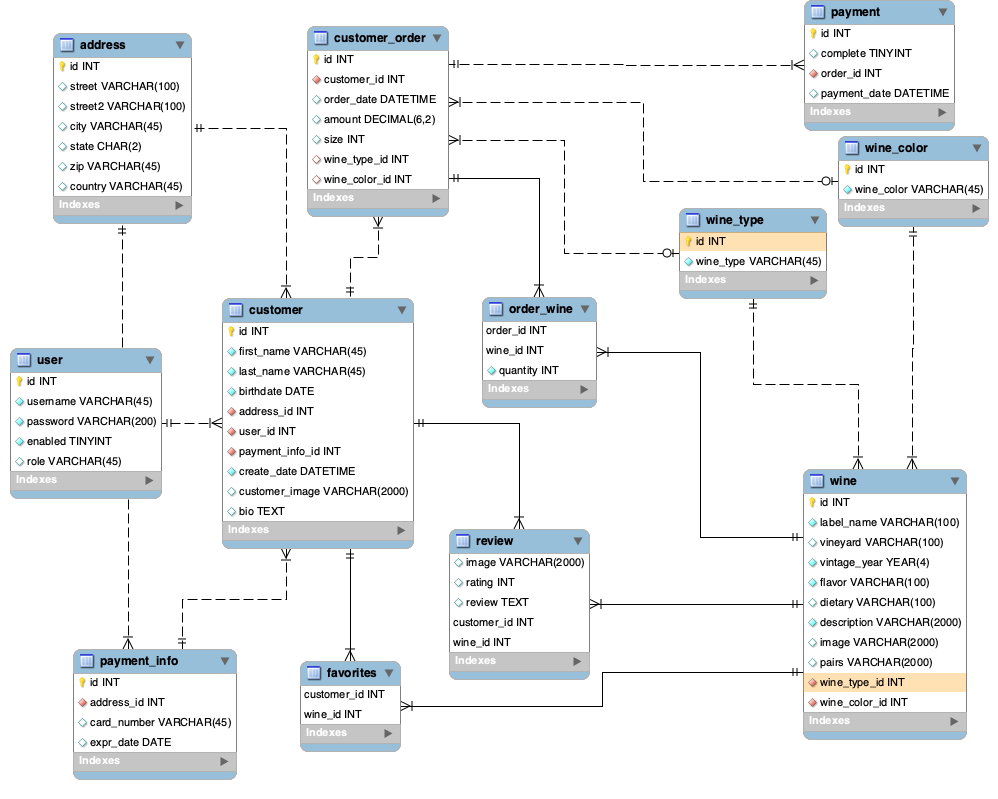 address
id INT
street VARCHAR(100)
street2 VARCHAR(100)
city VARCHAR(45)
state CHAR(2)
zip VARCHAR(45)
country VARCHAR(45)
Indexes
customer_order
id INT
customer_id INT
order_date DATETIME
amount DECIMAL(6,2)
size INT
wine_type_id INT
wine_color_id INT
Indexes
payment
id INT
complete TINYINT
order_id INT
payment_date DATETIME
Indexes
wine_color
id INT
wine_color VARCHAR(45)
Indexes
wine_type
id INT
wine_type VARCHAR(45)
Indexes
customer
id INT
first_name VARCHAR(45)
last_name VARCHAR(45)
birthdate DATE
address_id INT
user_id INT
payment_info_id INT
create_date DATETIME
customer_image VARCHAR(2000)
bio TEXT
Indexes
order_wine
order_id INT
wine_id INT
quantity INT
Indexes
user
id INT
username VARCHAR(45)
password VARCHAR(200)
enabled TINYINT
role VARCHAR(45)
Indexes
wine
id INT
label_name VARCHAR(100)
vineyard VARCHAR(100)
vintage_year YEAR(4)
flavor VARCHAR(100)
dietary VARCHAR(100)
description VARCHAR(2000)
image VARCHAR(2000)
pairs VARCHAR(2000)
wine_type_id INT
wine_color_id INT
Indexes
review
image VARCHAR(2000)
rating INT
review TEXT
customer_id INT
wine_id INT
Indexes
payment_info
id INT
address_id INT
card_number VARCHAR(45)
expr_date DATE
Indexes
favorites
customer_id INT
wine_id INT
Indexes